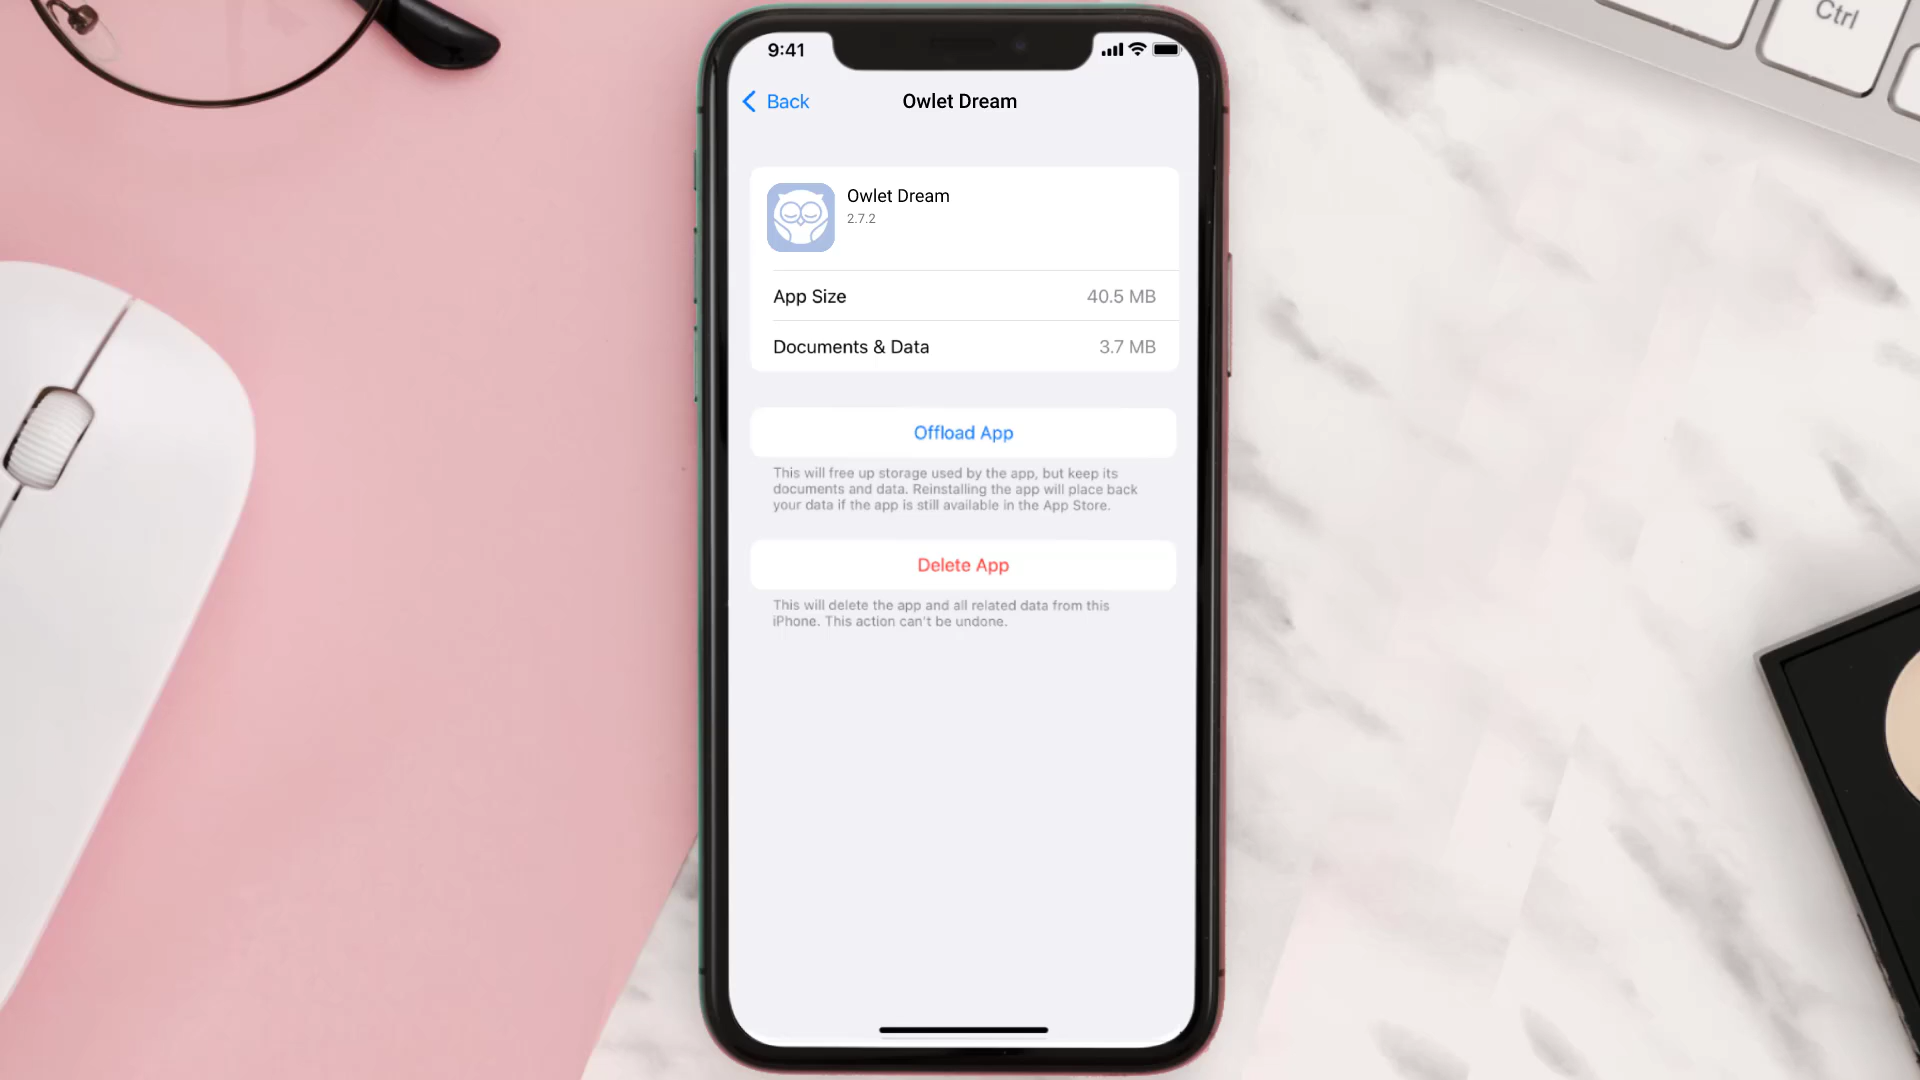 Ctrl
9:41
Back
Owlet Dream
Owlet Dream
2.7.2
App Size
40.5 MB
Documents & Data
3.7 MB
Offload App
This will free up storage used by the app, but keep its
documents and data. Reinstalling the app will place back
your data if the app is still available in the App Store.
Delete App
This will delete the app and all related data from this
iPhone. This action can't be undone.